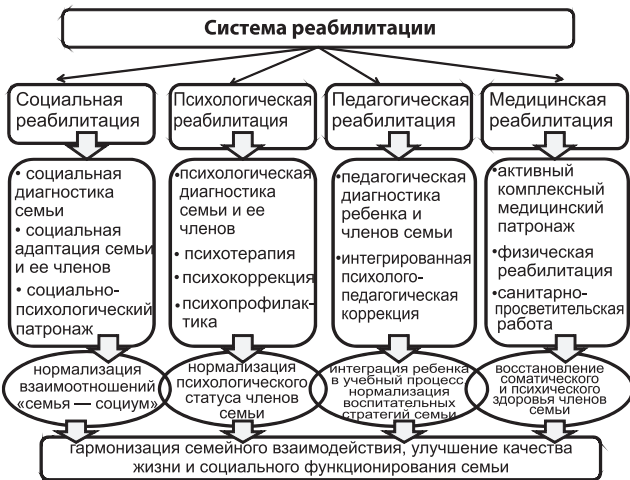 Система реабилитации
Социальная
реабилитация
Психологическая
реабилитация
Педагогическая
реабилитация
Медицинская
реабилитация
• социальная
диагностика
семьи
• социальная
адаптация семьи
и ее членов
• социально-
психологический
патронаж
•психологическая
диагностика
семьи и ее
членов
• психотерапия
•психокоррекция
•психопрофилак-
тика
•педагогическая
диагностика
ребенка и
членов семьи
•интегрированная
психолого-
педагогическая
коррекция
•активный
комплексный
медицинский
патронаж
•физическая
реабилитация
•санитарно-
просветительская
работа
нормализация
взаимоотношений
«семья — социум»
нормализация
психологического
статуса членов
семьи
интеграция ребенка
в учебный процесс
нормализация
воспитательных
стратегий семьи
восстановление
соматического
и психического
здоровья членов
семьи
гармонизация семейного взаимодействия, улучшение качества
жизни и социального функционирования семьи